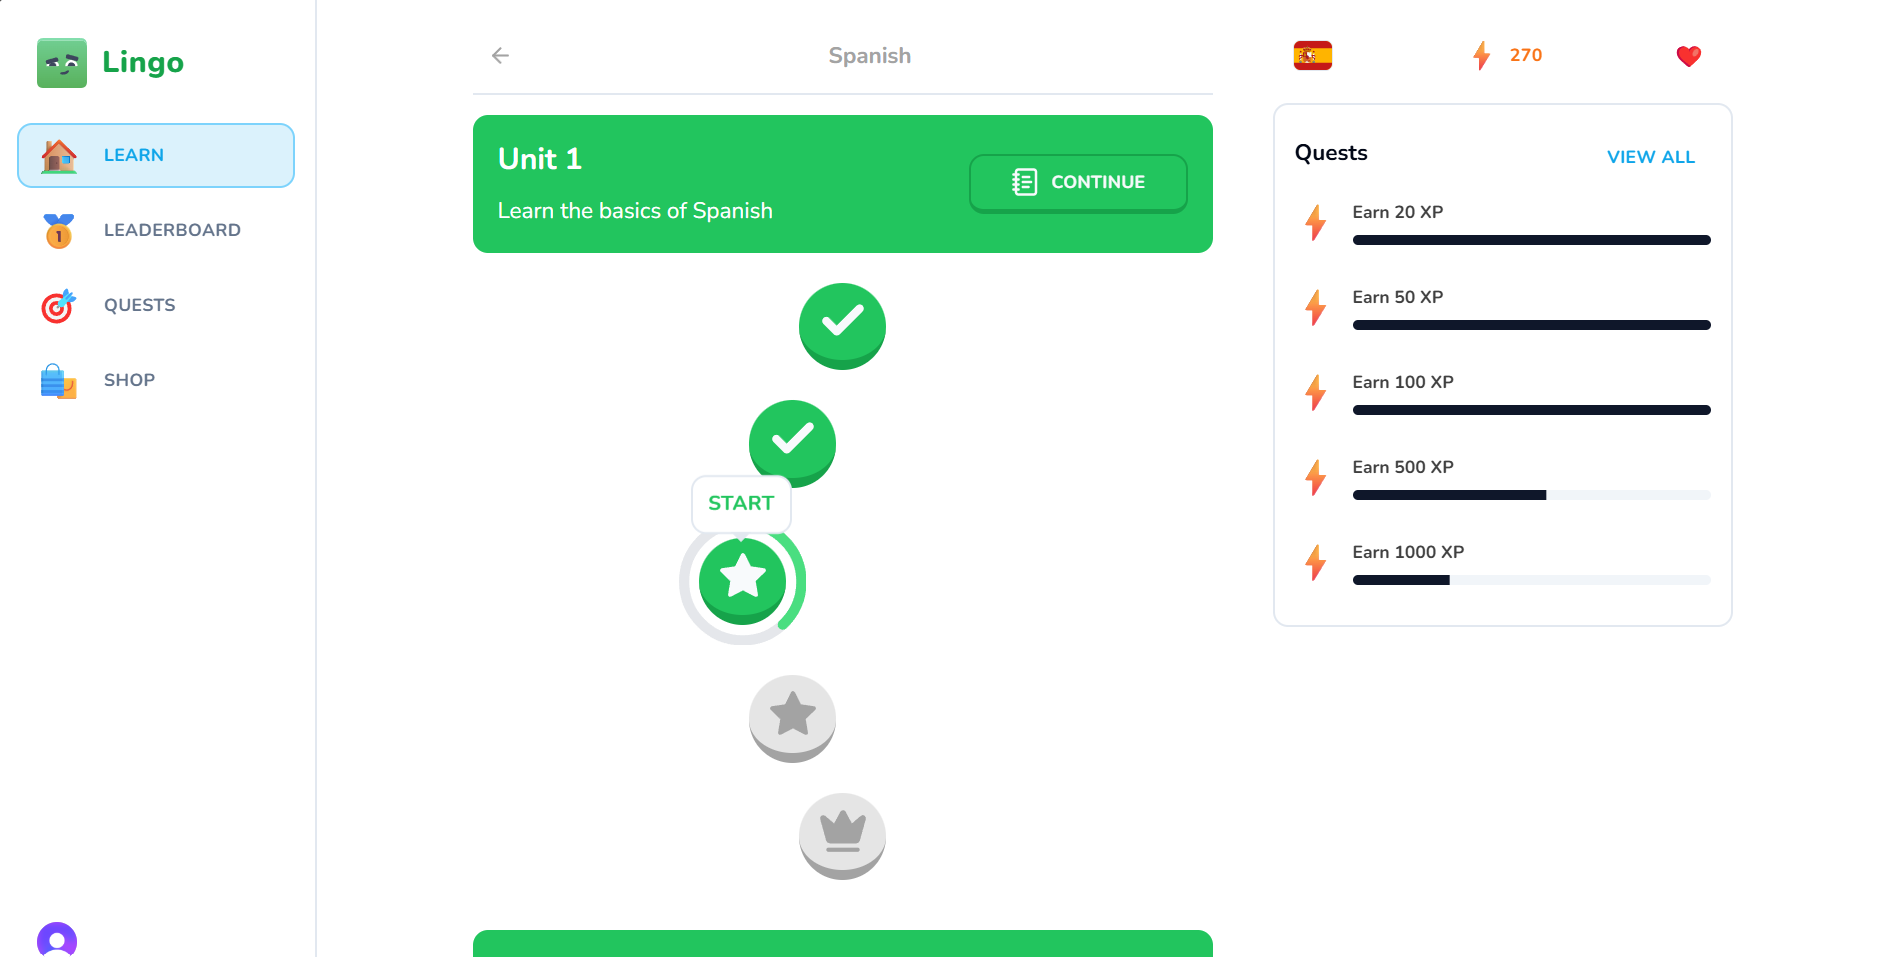 Lingo
LEARN
LEADERBOARD
1
QUESTS
SHOP
Spanish
Unit 1
Learn the basics of Spanish
CONTINUE
START
270
Quests
VIEW ALL
Earn 20 XP
Earn 50 XP
Earn 100 XP
Earn 500 XP
Earn 1000 XP